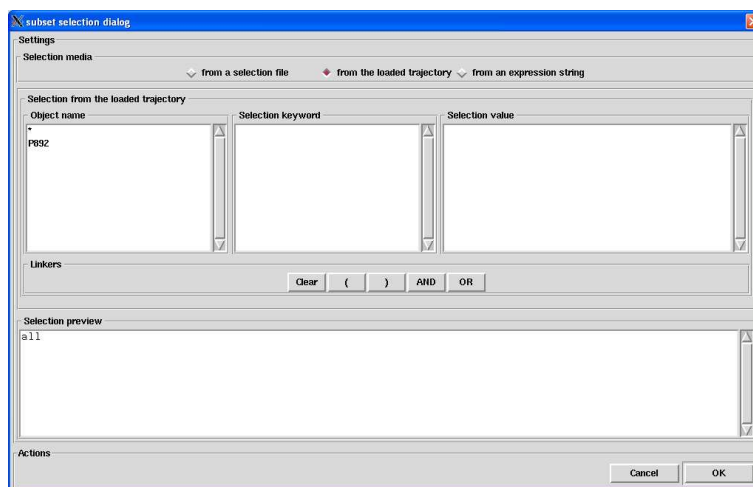 subset selection dialog
Settings
Selection media
from a selection file from the loaded trajectory from an expression string
Selection from the loaded trajectory
Object name Selection keyword Selection value
*
P892
Linkers
Clear ( ) AND OR
Selection preview
all
Actions
Cancel OK